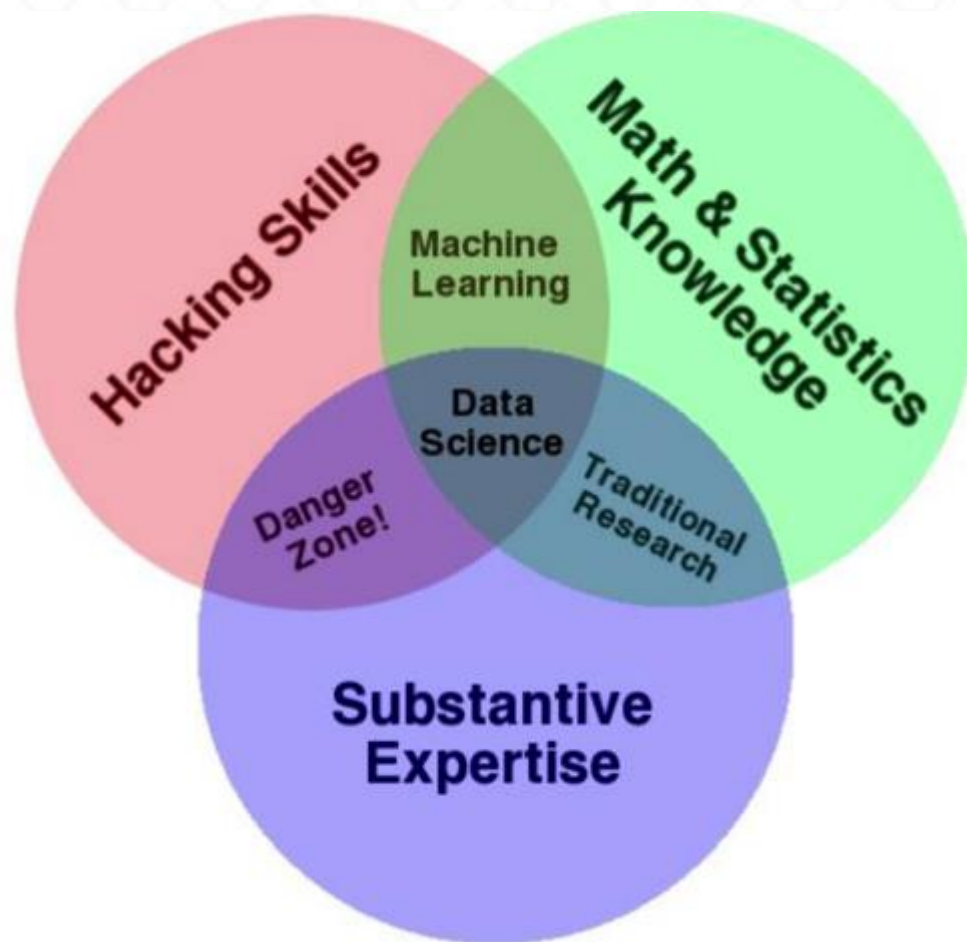 Hacking Skills
Math & Statistics
Knowledge
Machine
Learning
Data
Science
Danger
Zone!
Traditional
Research
Substantive
Expertise